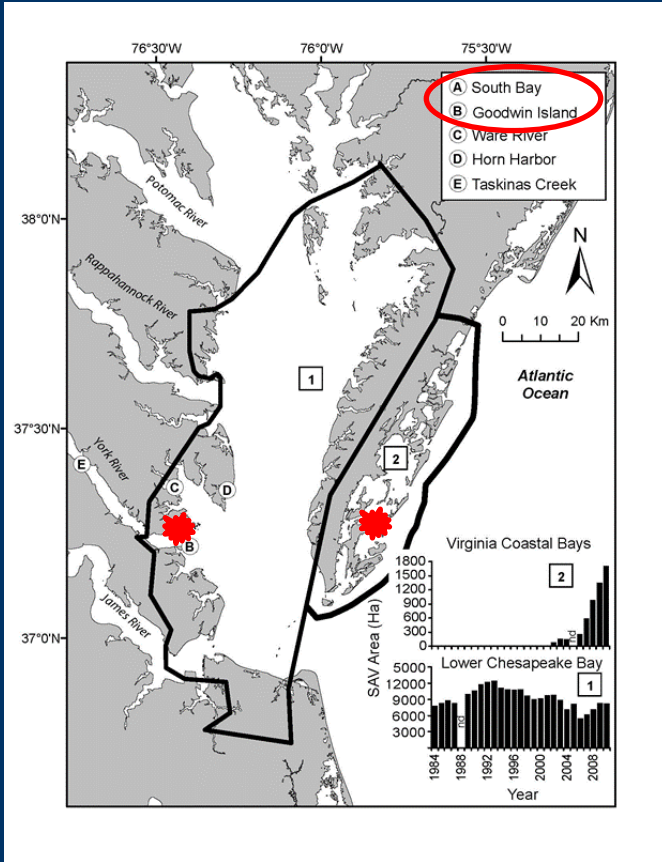 76°30'W 76°0'W 75°30'W
A South Bay
B Goodwin Island
C Ware River
D Horn Harbor
E Taskinas Creek
Potomac River
38°0'N
N
Rappahannock River
0 10 20 Km
1
Atlantic
Ocean
37°30'N
2
York River
E
C
D
B
Virginia Coastal Bays
1800
1500
1200
900
600
300
0
2
nd
James River
37°0'N
SAV Area (Ha)
Lower Chesapeake Bay
15000
12000
9000
6000
3000
1
nd
1984 1988 1992 1996 2000 2004 2008
Year